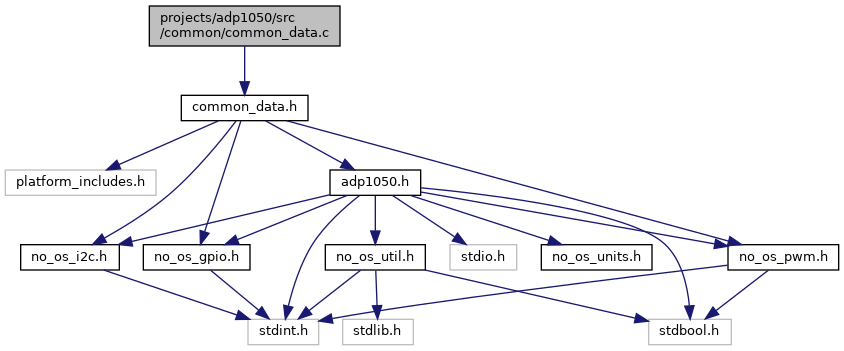 projects/adp1050/src
/common/common_data.c
common_data.h
platform_includes.h
adp1050.h
no_os_i2c.h
no_os_gpio.h
no_os_util.h
stdio.h
no_os_units.h
no_os_pwm.h
stdint.h
stdlib.h
stdbool.h